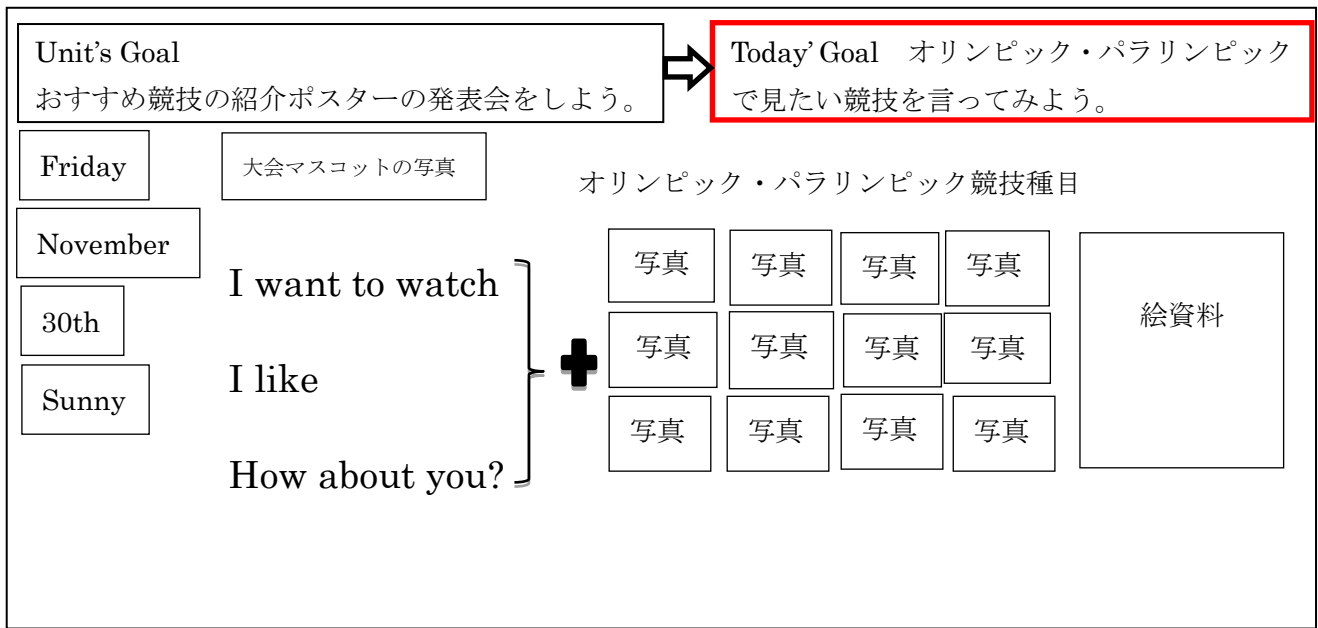 Unit's Goal
おすすめ競技の紹介ポスターの発表会をしよう。
Today' Goal　オリンピック・パラリンピック
で見たい競技を言ってみよう。
Friday
November
30th
Sunny
大会マスコットの写真
I want to watch
I like
How about you?
オリンピック・パラリンピック競技種目
写真 写真 写真 写真
写真 写真 写真 写真
写真 写真 写真 写真
絵資料